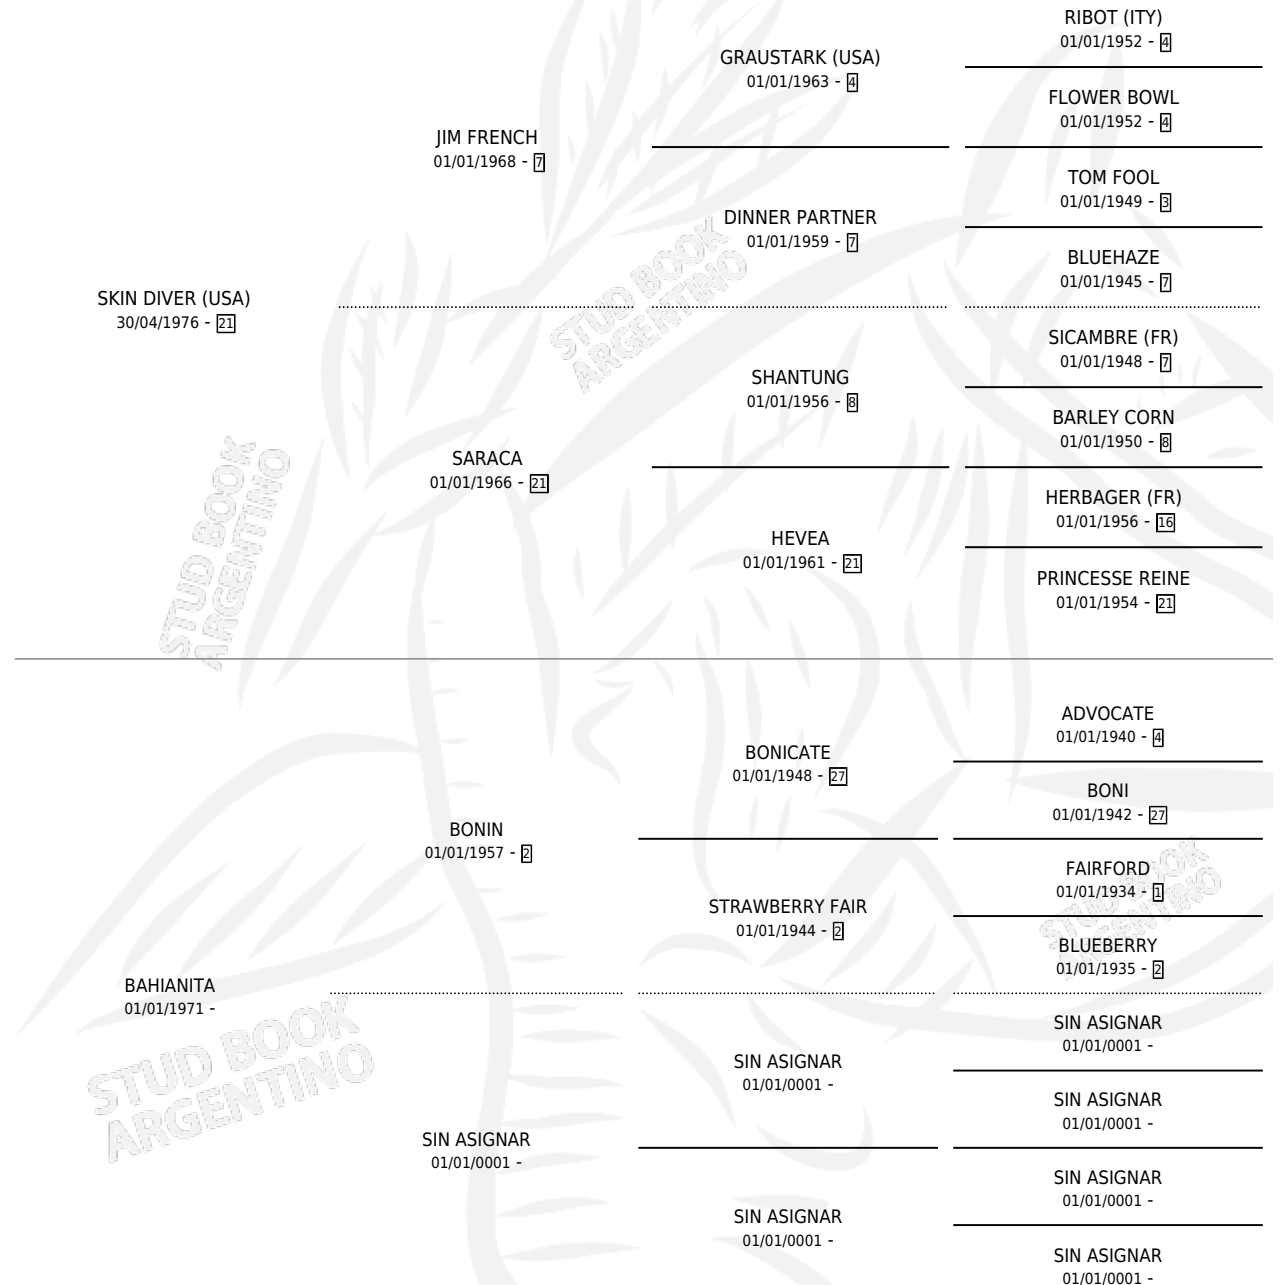 RIBOT (ITY)
01/01/1952 - 4
GRAUSTARK (USA)
01/01/1963 - 4
FLOWER BOWL
01/01/1952 - 4
JIM FRENCH
01/01/1968 - 7
TOM FOOL
01/01/1949 - 3
DINNER PARTNER
01/01/1959 - 7
BLUEHAZE
01/01/1945 - 7
SKIN DIVER (USA)
30/04/1976 - 21
SICAMBRE (FR)
01/01/1948 - 7
SHANTUNG
01/01/1956 - 8
BARLEY CORN
01/01/1950 - 8
SARACA
01/01/1966 - 21
HERBAGER (FR)
01/01/1956 - 16
HEVEA
01/01/1961 - 21
PRINCESSE REINE
01/01/1954 - 21
ADVOCATE
01/01/1940 - 4
BONICATE
01/01/1948 - 27
BONI
01/01/1942 - 27
BONIN
01/01/1957 - 2
FAIRFORD
01/01/1934 - 1
STRAWBERRY FAIR
01/01/1944 - 2
BLUEBERRY
01/01/1935 - 2
BAHIANITA
01/01/1971 -
SIN ASIGNAR
01/01/0001 -
SIN ASIGNAR
01/01/0001 -
SIN ASIGNAR
01/01/0001 -
SIN ASIGNAR
01/01/0001 -
SIN ASIGNAR
01/01/0001 -
SIN ASIGNAR
01/01/0001 -
SIN ASIGNAR
01/01/0001 -
STUD BOOK
ARGENTINO
STUD BOOK
ARGENTINO
STUD BOOK
ARGENTINO
STUD BOOK
ARGENTINO